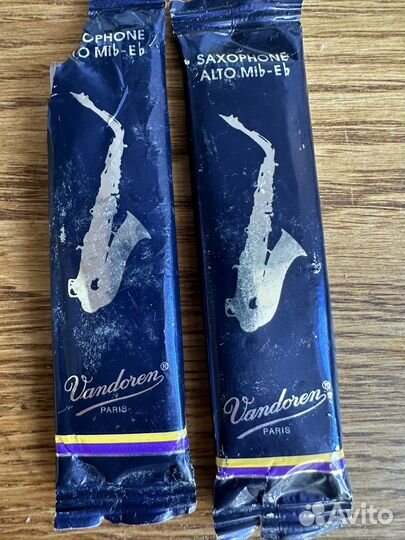 OPHONE
O Mib-Eb
Vandoren®
PARIS
SAXOPHONE
ALTO Mib-Eb
Vandoren®
PARIS
Avito